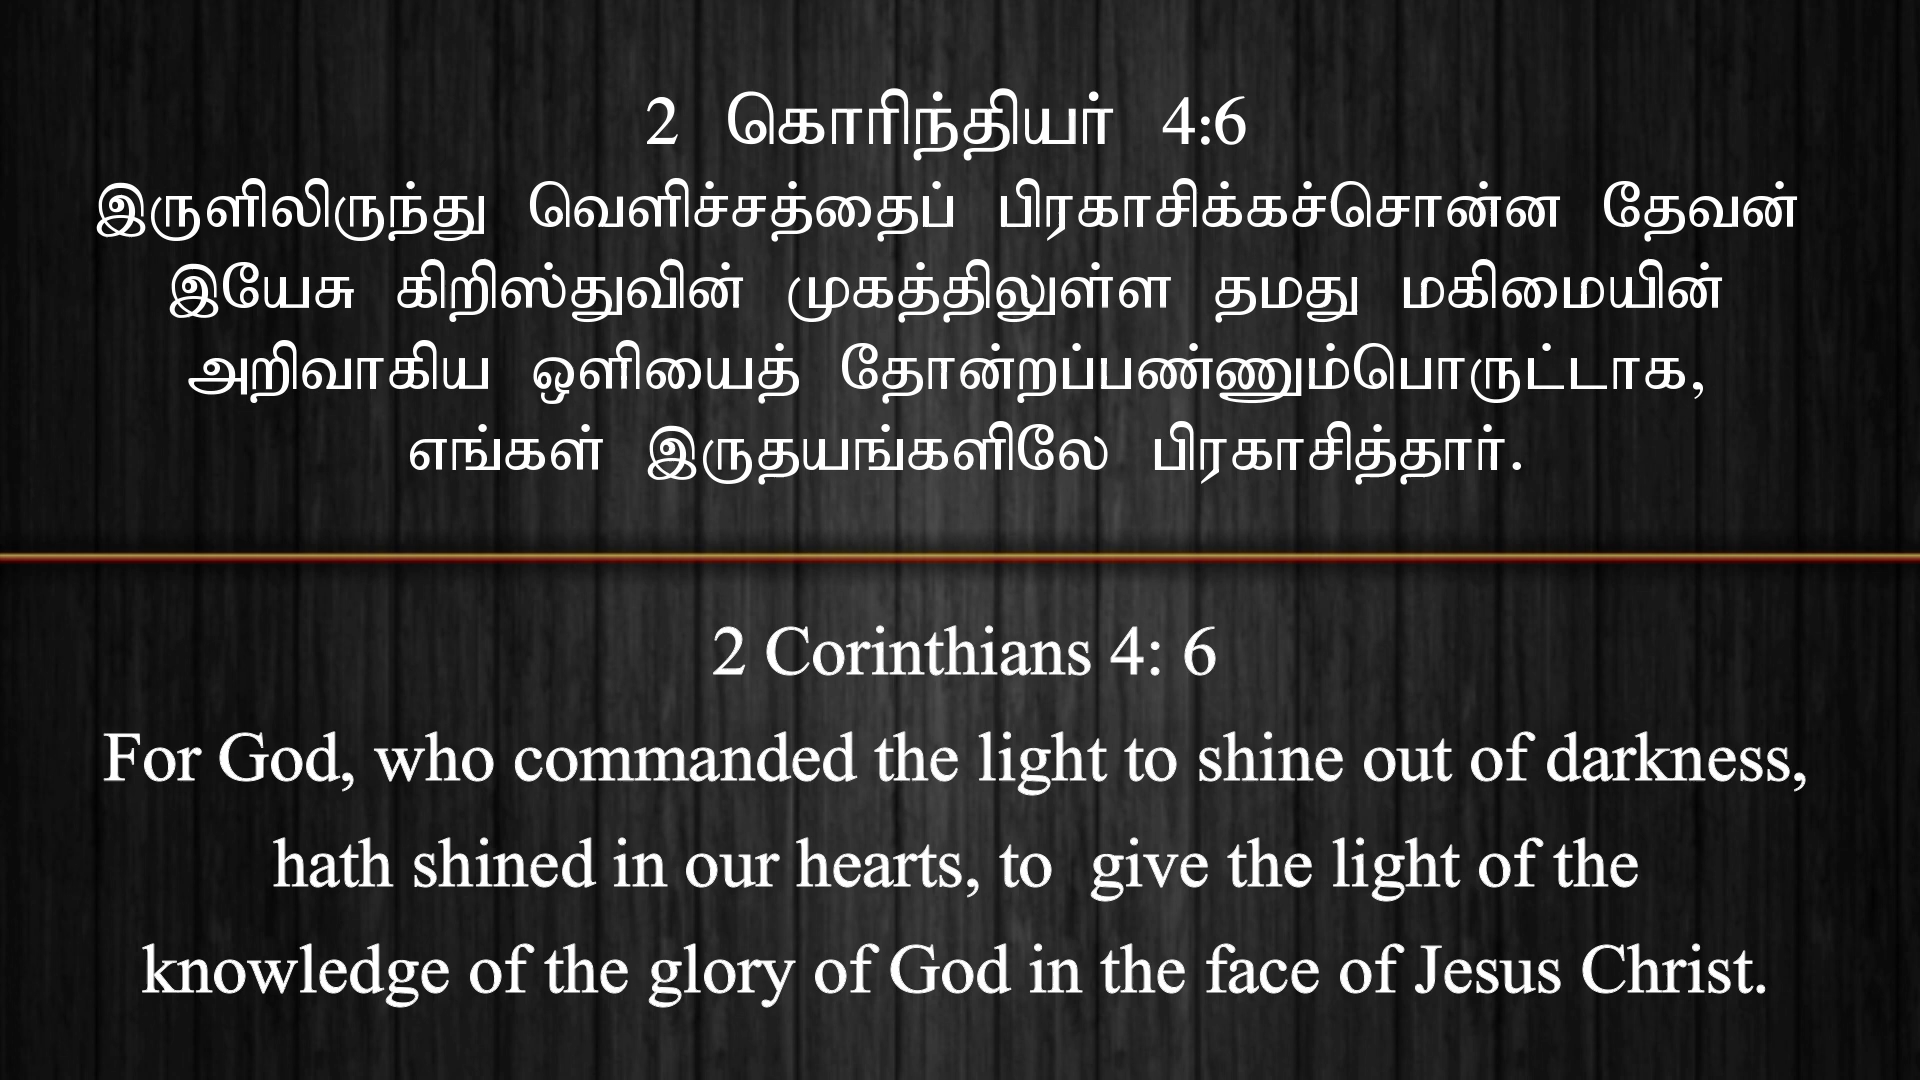 2 கொரிந்தியர் 4:6
இருளிலிருந்து வெளிச்சத்தைப் பிரகாசிக்கச்சொன்ன தேவன்
இயேசு கிறிஸ்துவின் முகத்திலுள்ள தமது மகிமையின்
அறிவாகிய ஒளியைத் தோன்றப்பண்ணும்பொருட்டாக,
எங்கள் இருதயங்களிலே பிரகாசித்தார்.
2 Corinthians 4: 6
For God, who commanded the light to shine out of darkness,
hath shined in our hearts, to  give the light of the
knowledge of the glory of God in the face of Jesus Christ.